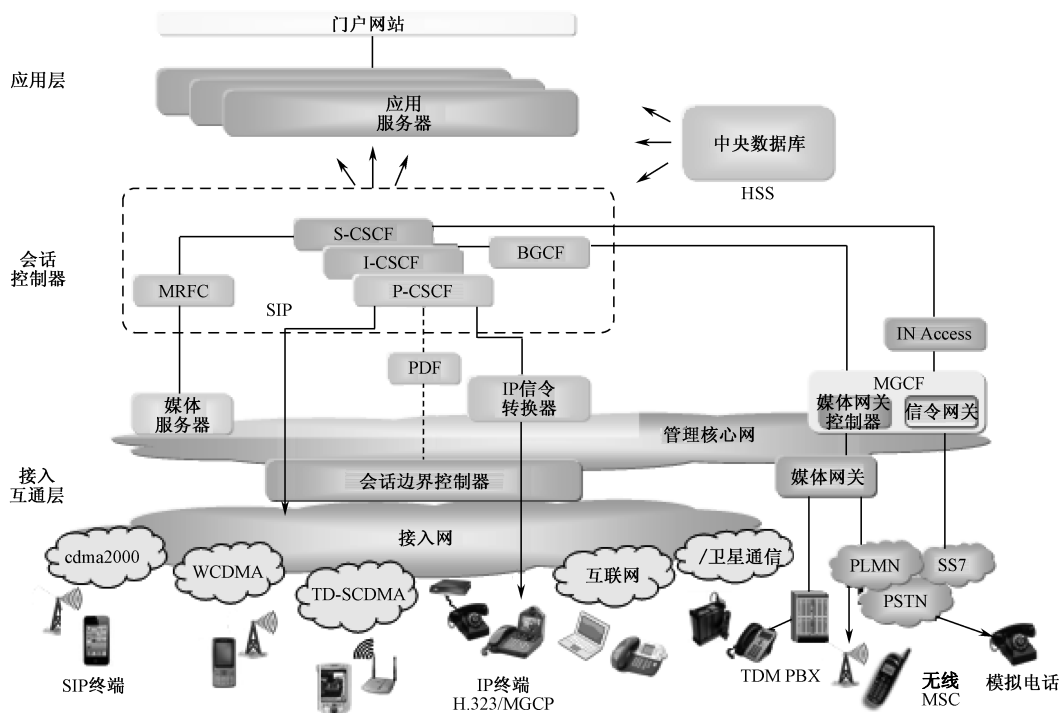 门户网站
应用层
应用
服务器
中央数据库
HSS
会话
控制器
S-CSCF
I-CSCF
P-CSCF
BGCF
MRFC
SIP
IN Access
PDF
IP信令
转换器
MGCF
媒体网关
控制器
信令网关
媒体
服务器
管理核心网
接入
互通层
会话边界控制器
媒体网关
接入网
cdma2000
WCDMA
TD-SCDMA
互联网
/卫星通信
PLMN
SS7
PSTN
SIP终端
IP终端
H.323/MGCP
TDM PBX
无线
MSC
模拟电话